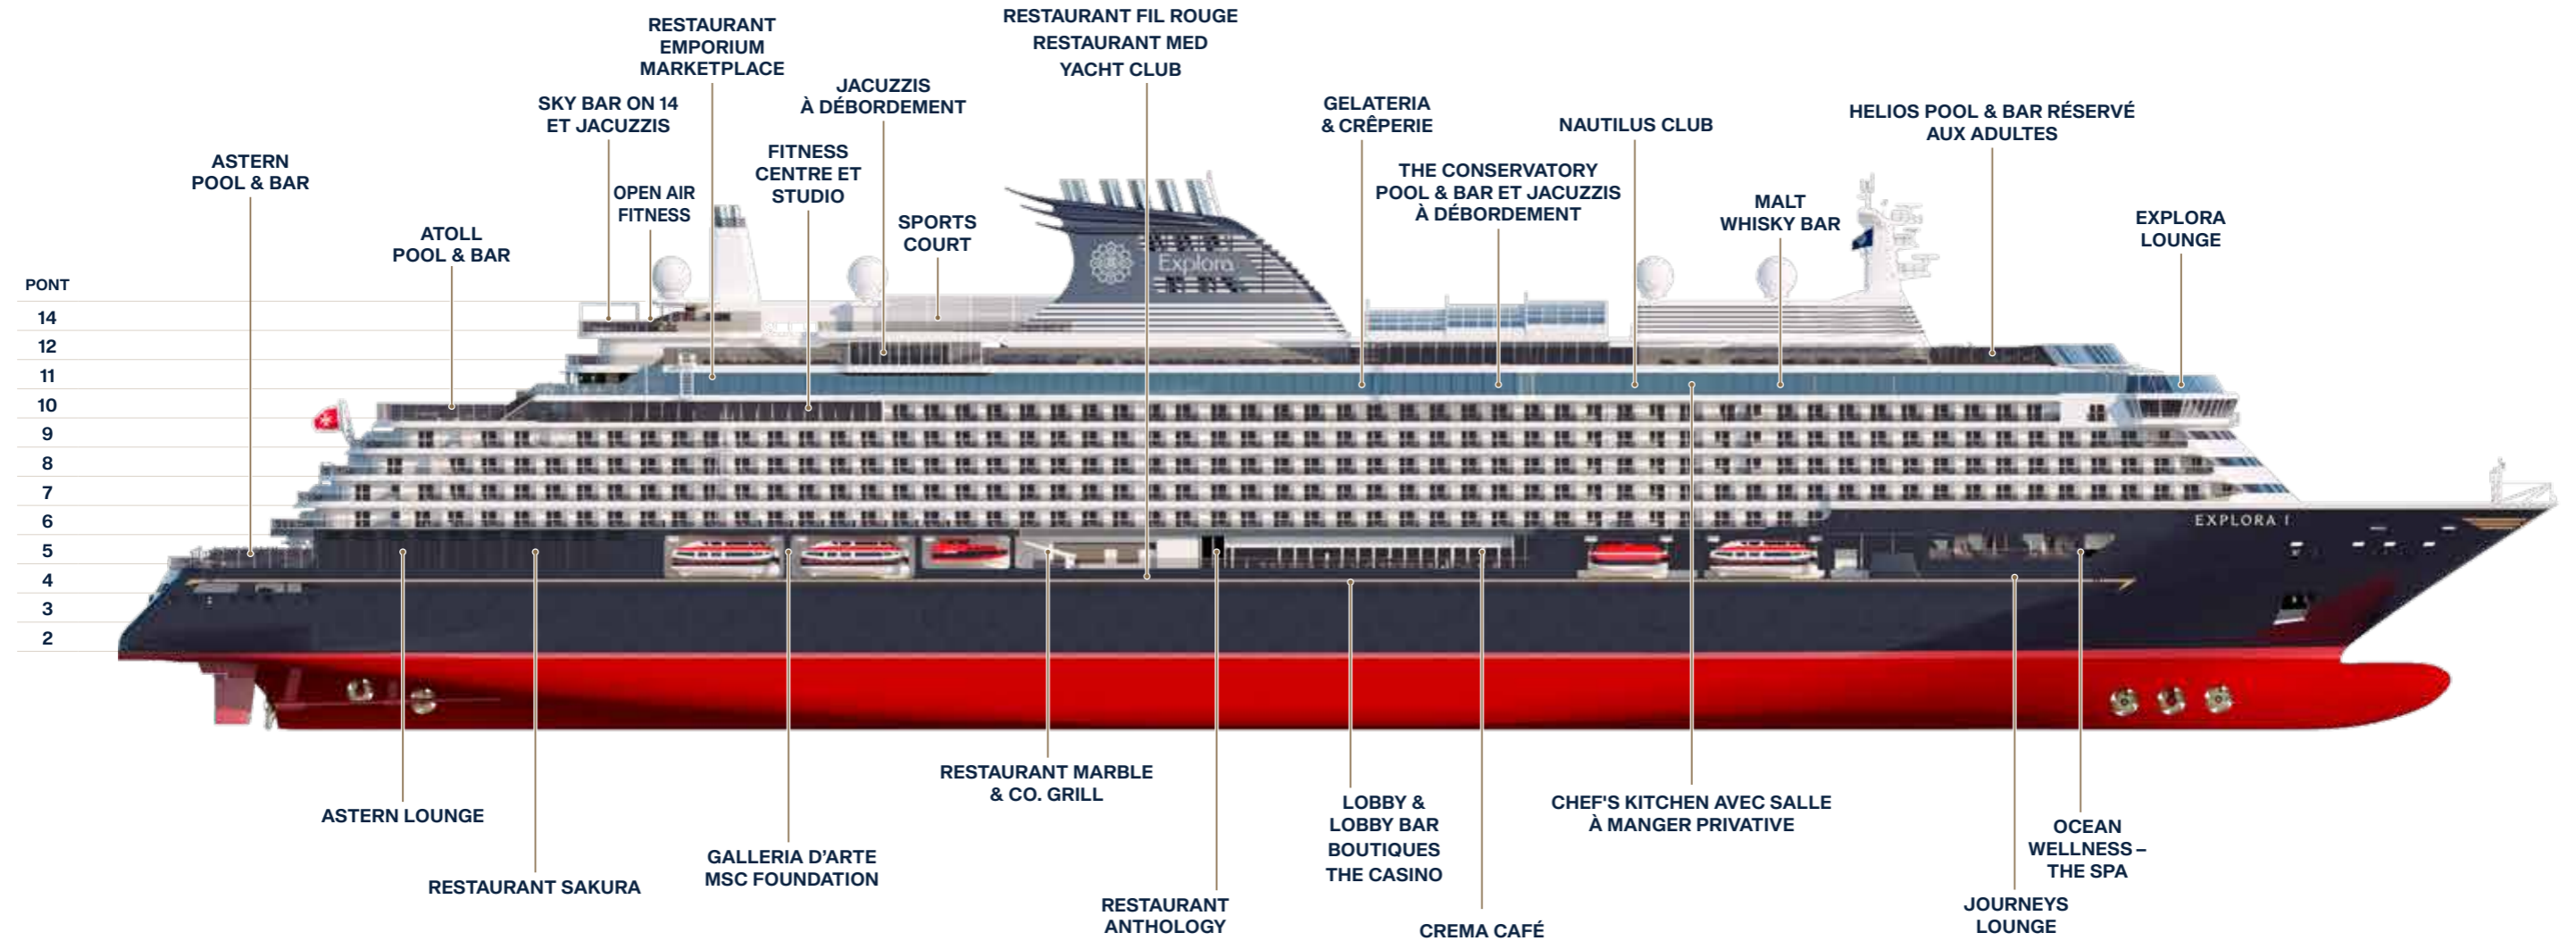 RESTAURANT FIL ROUGE
RESTAURANT MED
YACHT CLUB
RESTAURANT
EMPORIUM
MARKETPLACE
JACUZZIS
À DÉBORDEMENT
SKY BAR ON 14
ET JACUZZIS
GELATERIA
& CRÊPERIE
NAUTILUS CLUB
HELIOS POOL & BAR RÉSERVÉ
AUX ADULTES
ASTERN
POOL & BAR
FITNESS
CENTRE ET
STUDIO
THE CONSERVATORY
POOL & BAR ET JACUZZIS
À DÉBORDEMENT
OPEN AIR
FITNESS
MALT
WHISKY BAR
SPORTS
COURT
EXPLORA
LOUNGE
ATOLL
POOL & BAR
Explora
PONT
14
12
11
10
9
8
7
6
5
4
3
2
EXPLORA I
RESTAURANT MARBLE
& CO. GRILL
ASTERN LOUNGE
LOBBY &
LOBBY BAR
BOUTIQUES
THE CASINO
CHEF'S KITCHEN AVEC SALLE
À MANGER PRIVATIVE
OCEAN
WELLNESS –
THE SPA
GALLERIA D'ARTE
MSC FOUNDATION
RESTAURANT SAKURA
RESTAURANT
ANTHOLOGY
CREMA CAFÉ
JOURNEYS
LOUNGE